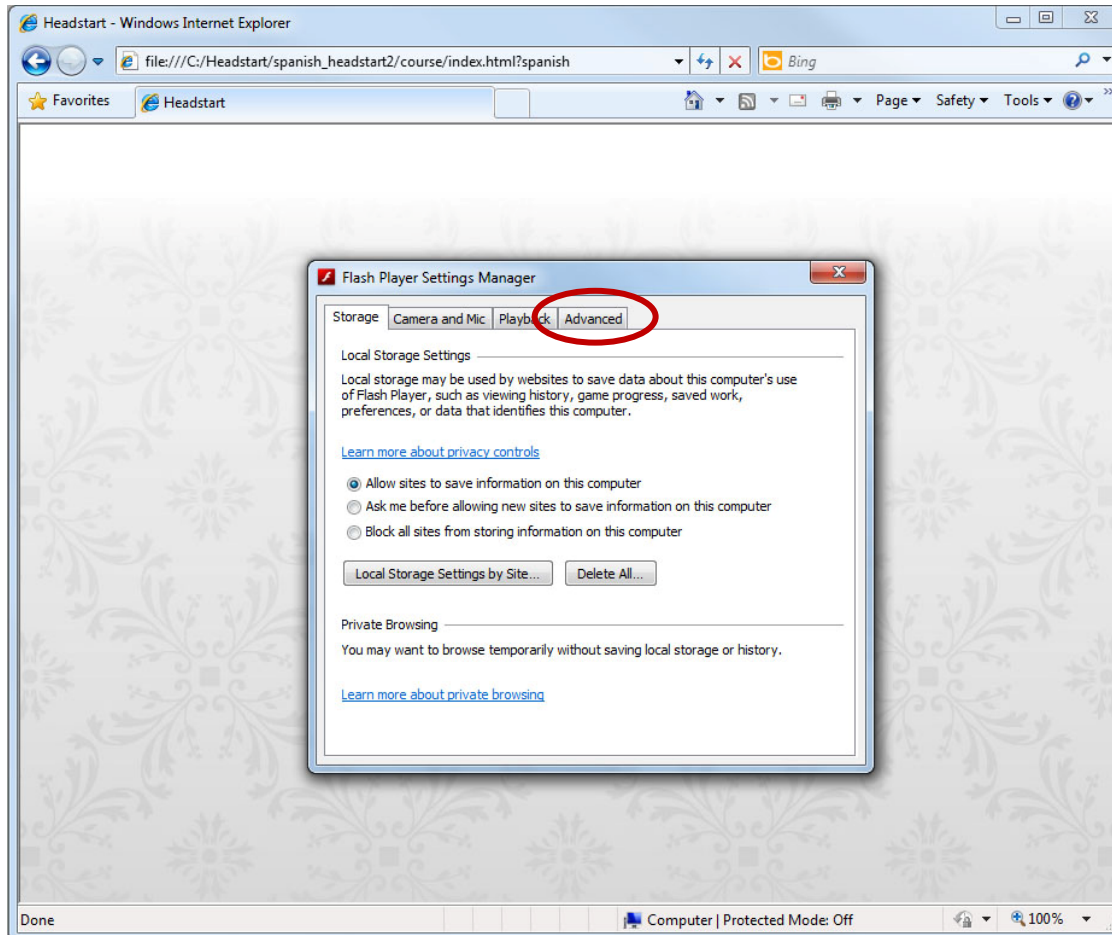 Headstart - Windows Internet Explorer
file:///C:/Headstart/spanish_headstart2/course/index.html?spanish
Bing
Favorites
Headstart
Page
Safety
Tools
Flash Player Settings Manager
Storage
Camera and Mic
Playback
Advanced
Local Storage Settings
Local storage may be used by websites to save data about this computer's use
of Flash Player, such as viewing history, game progress, saved work,
preferences, or data that identifies this computer.
Learn more about privacy controls
Allow sites to save information on this computer
Ask me before allowing new sites to save information on this computer
Block all sites from storing information on this computer
Local Storage Settings by Site...
Delete All...
Private Browsing
You may want to browse temporarily without saving local storage or history.
Learn more about private browsing
Done
Computer | Protected Mode: Off
100%